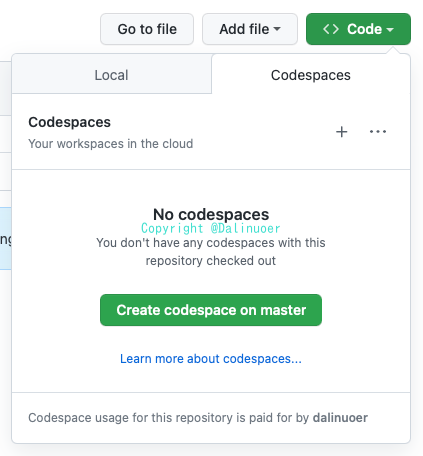 Go to file
Add file
Code
Local
Codespaces
Codespaces
Your workspaces in the cloud
No codespaces
Copyright @Dalinuoer
You don't have any codespaces with this
repository checked out
Create codespace on master
Learn more about codespaces...
Codespace usage for this repository is paid for by dalinuoer